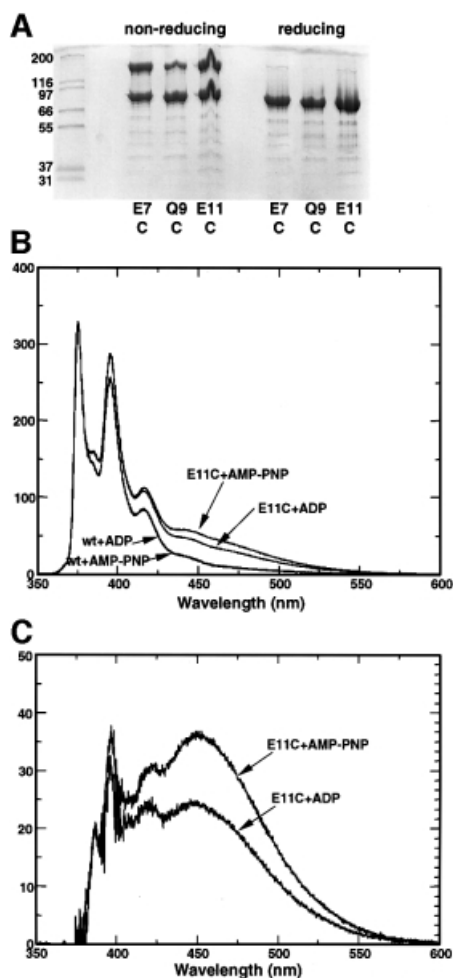 A
non-reducing reducing
200
116
97
66
55
37
31
E7 Q9 E11 E7 Q9 E11
C C C C C C
B
400
300
200
100
0
E11C+AMP-PNP
E11C+ADP
wt+ADP
wt+AMP-PNP
350 400 450 500 550 600
Wavelength (nm)
C
50
40
30
20
10
0
E11C+AMP-PNP
E11C+ADP
350 400 450 500 550 600
Wavelength (nm)